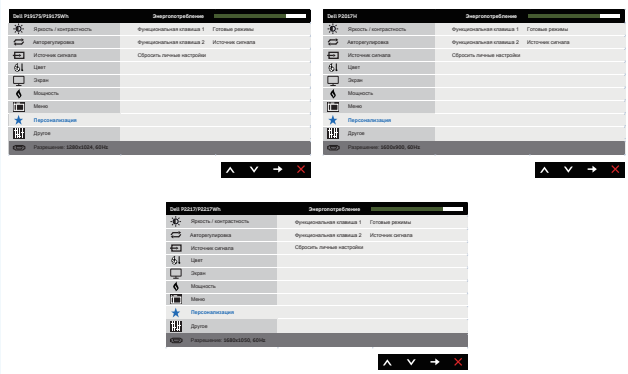 Dell P1917S/P1917SWh Энергопотребление
Яркость / контрастность Функциональная клавиша 1 Готовые режимы
Авторегулировка Функциональная клавиша 2 Источник сигнала
Источник сигнала Сбросить личные настройки
Цвет
Экран
Мощность
Меню
Персонализация
Другое
Разрешение: 1280x1024, 60Hz
Dell P2017H Энергопотребление
Яркость / контрастность Функциональная клавиша 1 Готовые режимы
Авторегулировка Функциональная клавиша 2 Источник сигнала
Источник сигнала Сбросить личные настройки
Цвет
Экран
Мощность
Меню
Персонализация
Другое
Разрешение: 1600x900, 60Hz
Dell P2217/P2217Wh Энергопотребление
Яркость / контрастность Функциональная клавиша 1 Готовые режимы
Авторегулировка Функциональная клавиша 2 Источник сигнала
Источник сигнала Сбросить личные настройки
Цвет
Экран
Мощность
Меню
Персонализация
Другое
Разрешение: 1680x1050, 60Hz